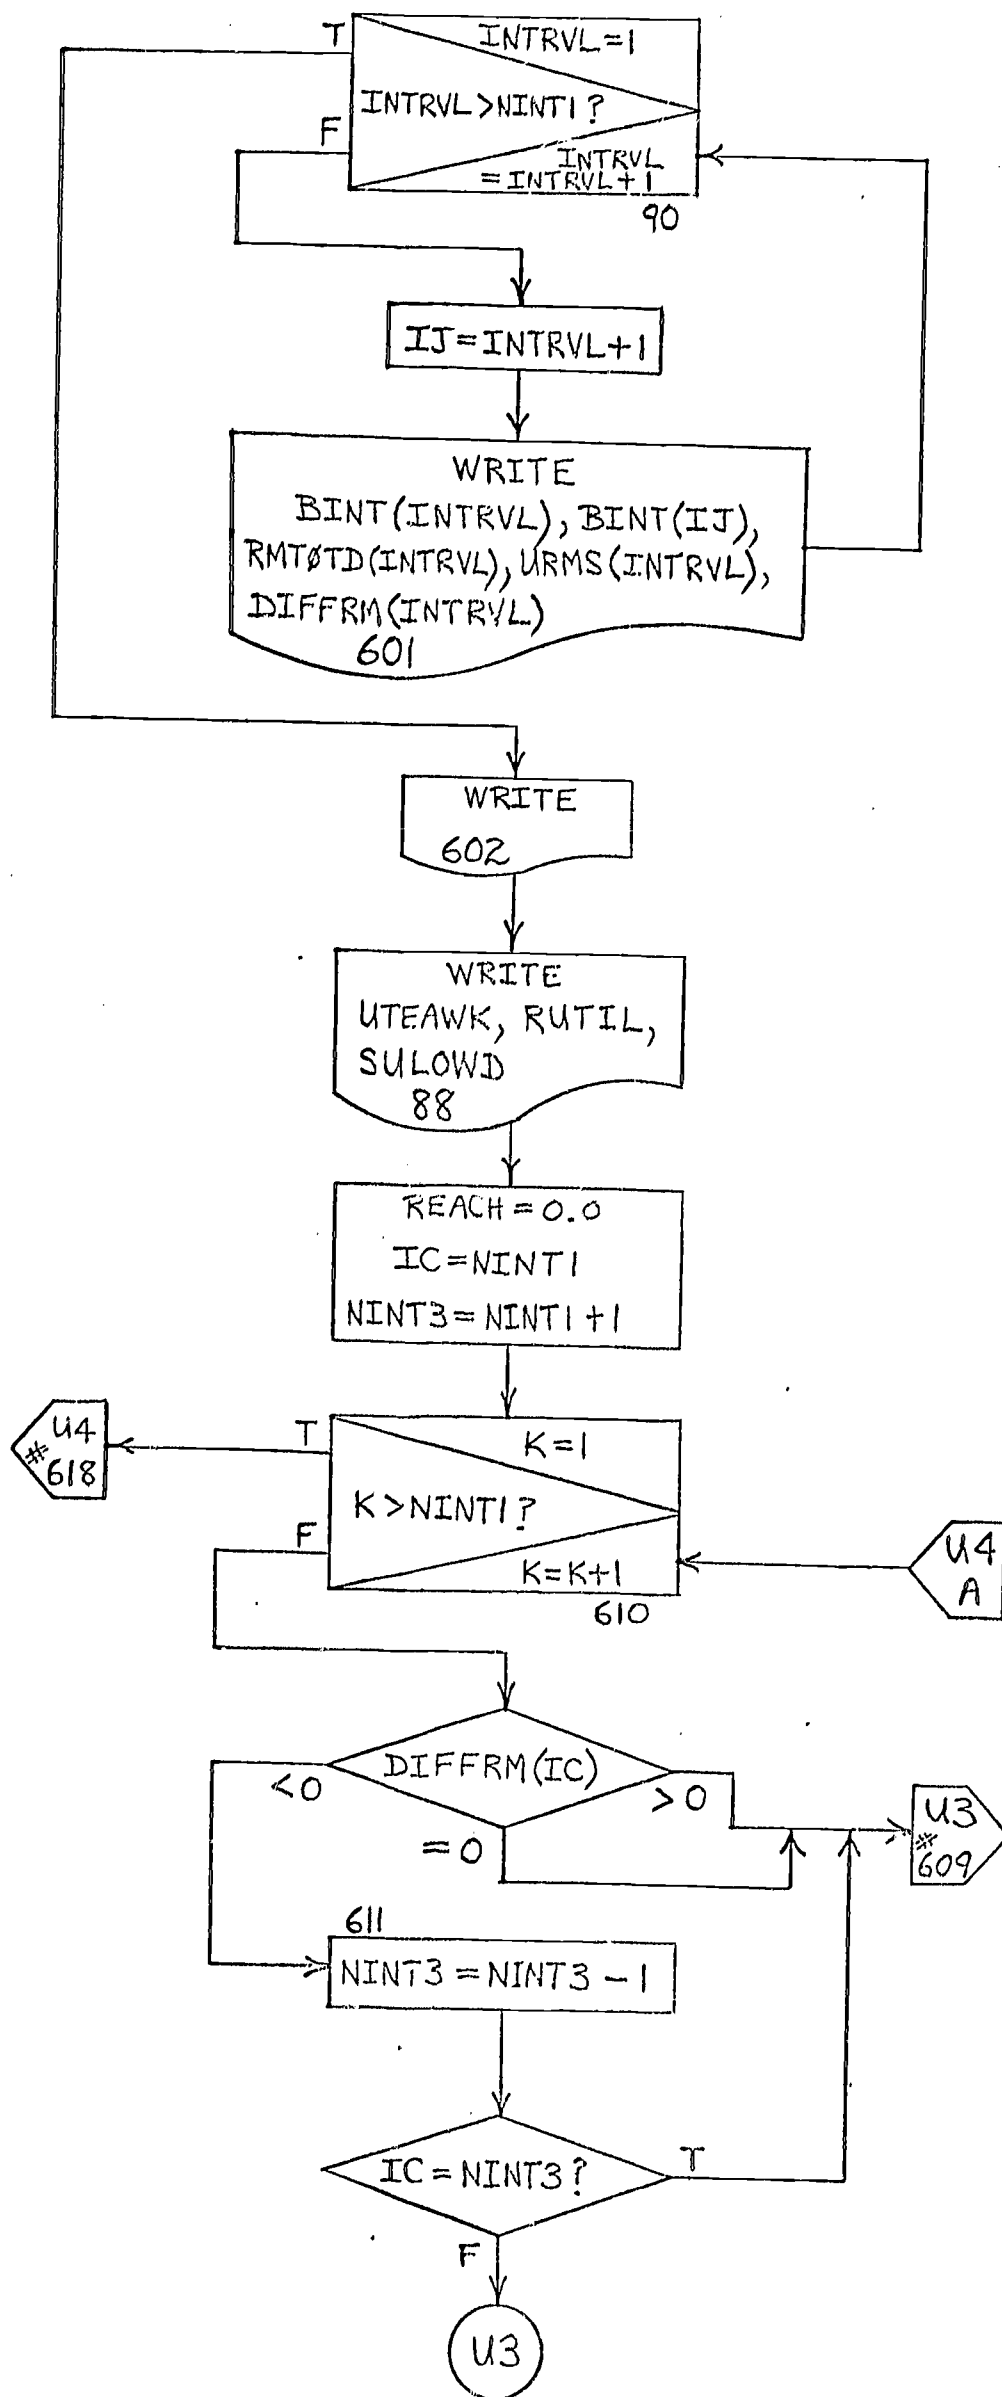 T
INTRVL=1
INTRVL>NINT1?
F
INTRVL
=INTRVL+1
90
IJ=INTRVL+1
WRITE
BINT(INTRVL), BINT(IJ),
RMTØTD(INTRVL), URMS(INTRVL),
DIFFRM(INTRVL)
601
WRITE
602
WRITE
UTEAWK, RUTIL,
SULOWD
88
REACH=0.0
IC=NINT1
NINT3=NINT1+1
U4
*
618
T
K=1
K>NINT1?
F
K=K+1
610
U4
A
DIFFRM(IC)
<0
>0
=0
U3
*
609
611
NINT3=NINT3-1
IC=NINT3?
T
F
U3